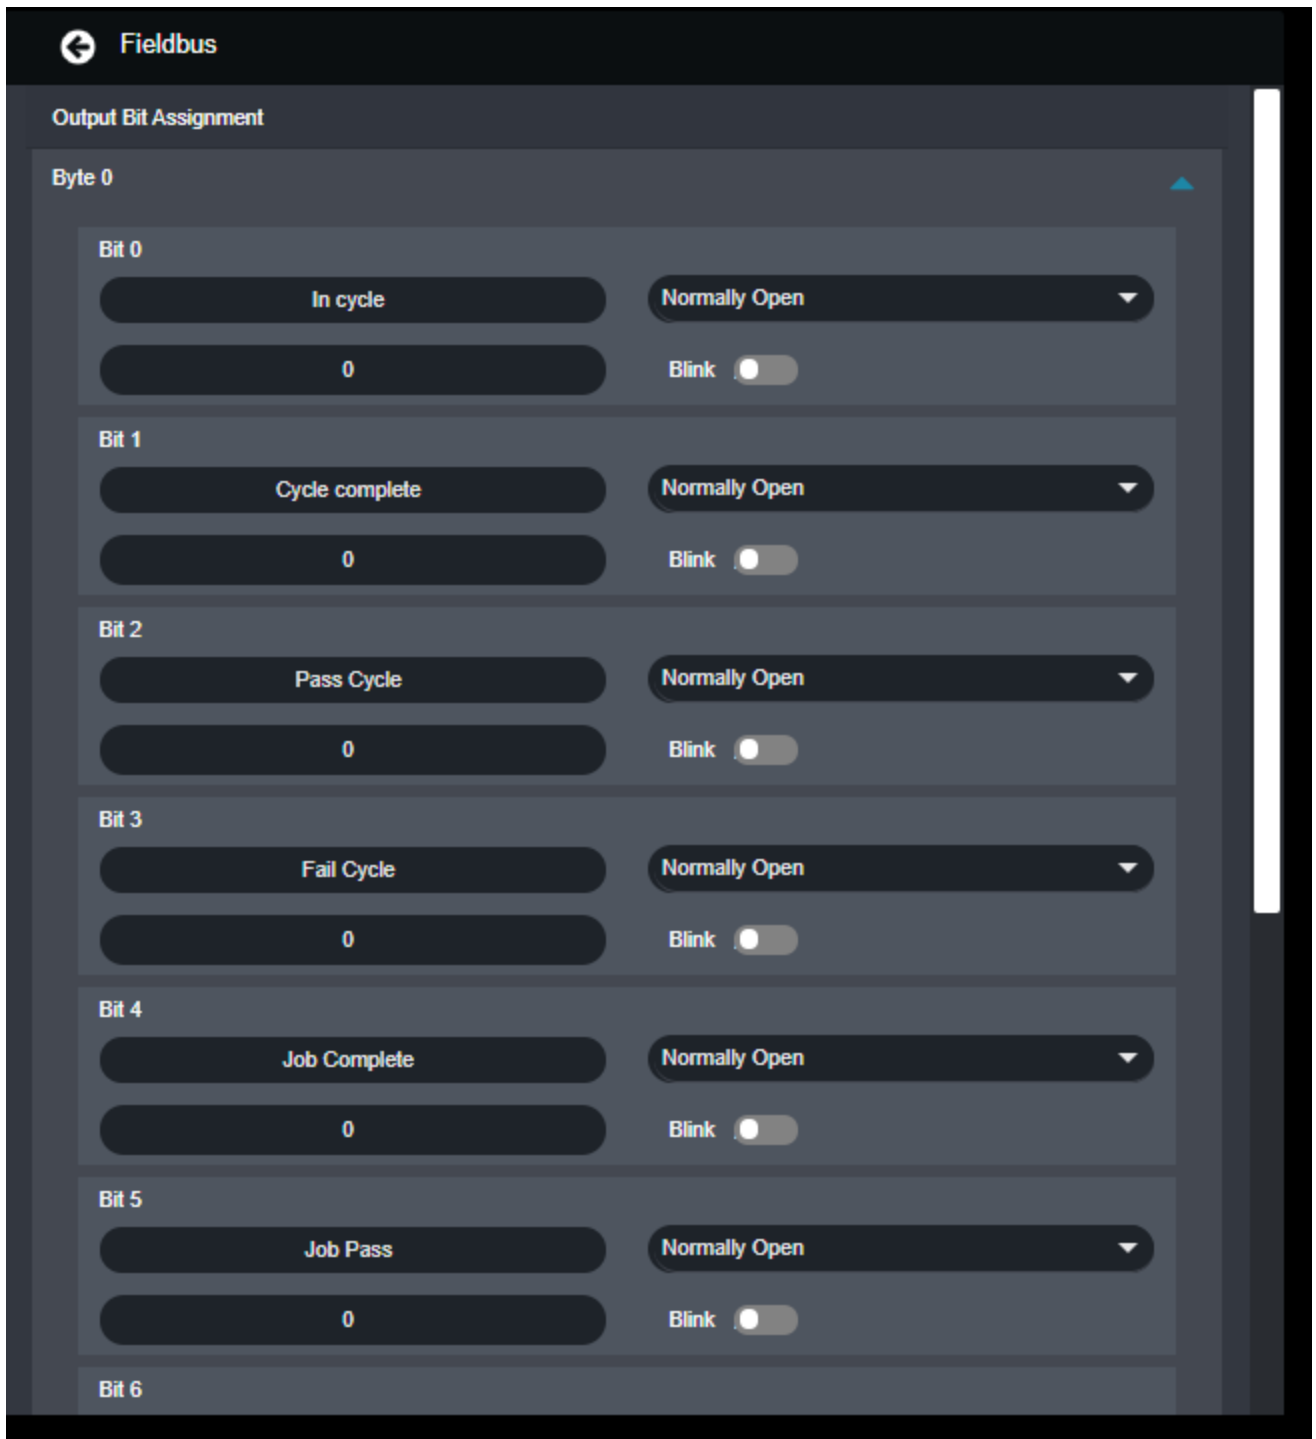 Fieldbus
Output Bit Assignment
Byte 0
Bit 0
In cycle Normally Open
0 Blink
Bit 1
Cycle complete Normally Open
0 Blink
Bit 2
Pass Cycle Normally Open
0 Blink
Bit 3
Fail Cycle Normally Open
0 Blink
Bit 4
Job Complete Normally Open
0 Blink
Bit 5
Job Pass Normally Open
0 Blink
Bit 6